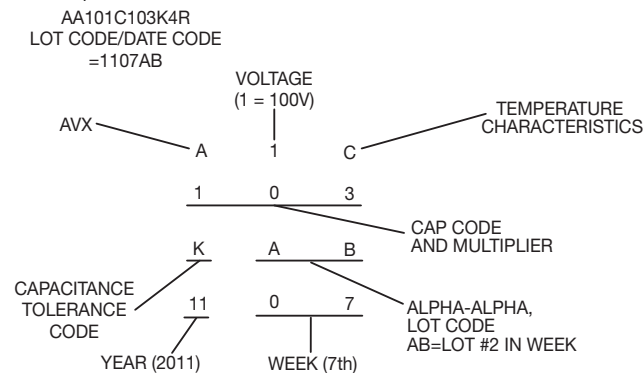 AA101C103K4R
LOT CODE/DATE CODE
=1107AB
VOLTAGE
(1 = 100V)
AVX
TEMPERATURE
CHARACTERISTICS
A 1 C
1 0 3
CAP CODE
AND MULTIPLIER
K A B
CAPACITANCE
TOLERANCE
CODE
11 0 7
ALPHA-ALPHA,
LOT CODE
AB=LOT #2 IN WEEK
YEAR (2011)
WEEK (7th)